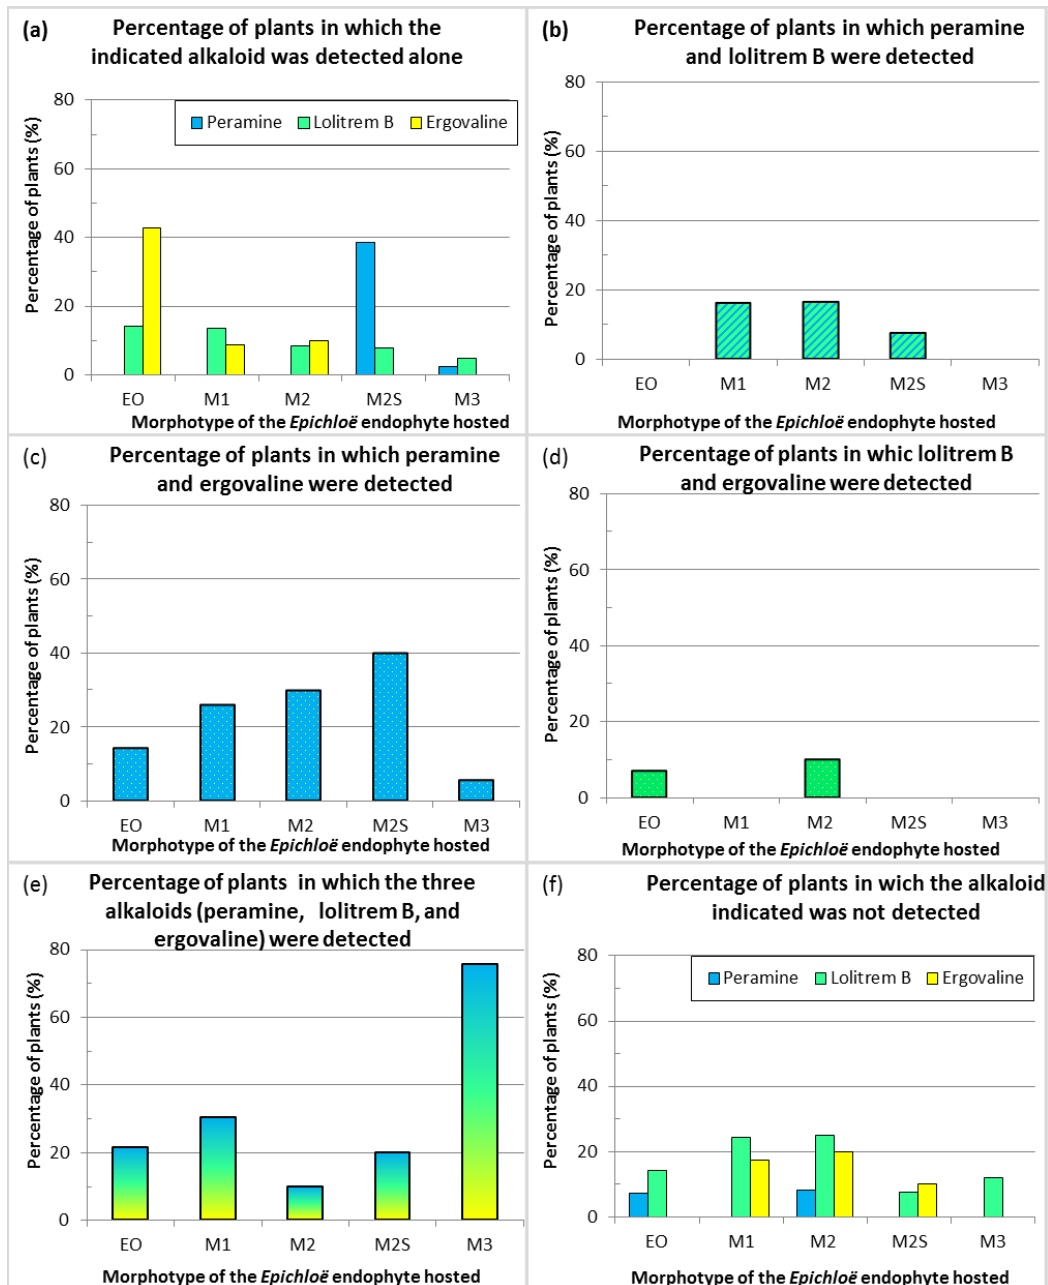 (a)
Percentage of plants in which the
indicated alkaloid was detected alone
Percentage of plants (%)
80
60
40
20
0
Peramine
Lolitrem B
Ergovaline
EO
M1
M2
M2S
M3
Morphotype of the Epichloë endophyte hosted
(b)
Percentage of plants in which peramine
and lolitrem B were detected
Percentage of plants (%)
80
60
40
20
0
EO
M1
M2
M2S
M3
Morphotype of the Epichloë endophyte hosted
(c)
Percentage of plants in which peramine
and ergovaline were detected
Percentage of plants (%)
80
60
40
20
0
EO
M1
M2
M2S
M3
Morphotype of the Epichloë endophyte hosted
(d)
Percentage of plants in whic lolitrem B
and ergovaline were detected
Percentage of plants (%)
80
60
40
20
0
EO
M1
M2
M2S
M3
Morphotype of the Epichloë endophyte hosted
(e)
Percentage of plants in which the three
alkaloids (peramine, lolitrem B, and
ergovaline) were detected
Percentage of plants (%)
80
60
40
20
0
EO
M1
M2
M2S
M3
Morphotype of the Epichloë endophyte hosted
(f)
Percentage of plants in wich the alkaloid
indicated was not detected
Percentage of plants (%)
80
60
40
20
0
Peramine
Lolitrem B
Ergovaline
EO
M1
M2
M2S
M3
Morphotype of the Epichloë endophyte hosted